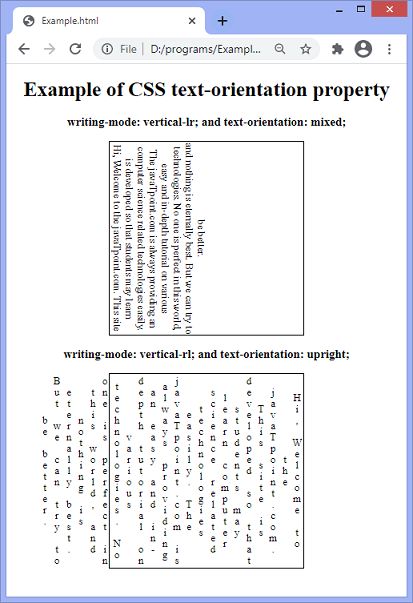 Example.html
File | D:/programs/Exampl...
Example of CSS text-orientation property
writing-mode: vertical-lr; and text-orientation: mixed;
Hi, Welcome to the javaTpoint.com. This site
is developed so that students may learn
computer science related technologies easily.
The javaTpoint.com is always providing an
easy and in-depth tutorial on various
technologies. No one is perfect in this world,
and nothing is eternally best. But we can try to
be better.
writing-mode: vertical-rl; and text-orientation: upright;
Hi, Welcome to
the
javaTpoint.com.
This site is
developed so that
students may
learn computer
science related
technologies
easily. The
javaTpoint.com is
always providing
an easy and in-
depth tutorial on
various
technologies. No
one is perfect in
this world, and
nothing
eternally best.
But we can try to
be better.